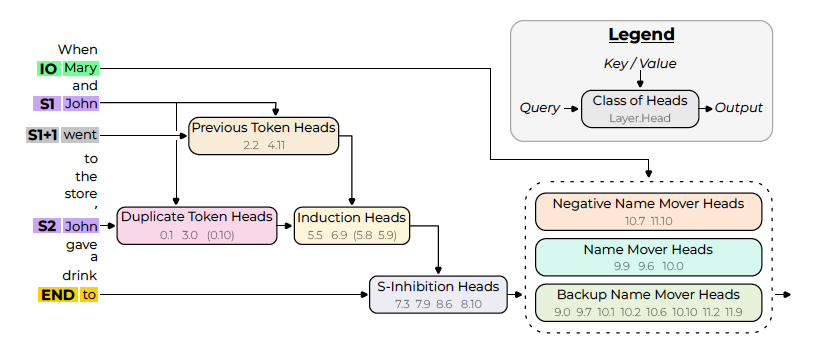 When
IO Mary
and
S1 John
S1+1 went
to
the
store
,
S2 John
gave
a
drink
END to
Previous Token Heads
2.2 4.11
Duplicate Token Heads
0.1 3.0 (0.10)
Induction Heads
5.5 6.9 (5.8 5.9)
S-Inhibition Heads
7.3 7.9 8.6 8.10
Legend
Key / Value
Query
Class of Heads
Layer.Head
Output
Negative Name Mover Heads
10.7 11.10
Name Mover Heads
9.9 9.6 10.0
Backup Name Mover Heads
9.0 9.7 10.1 10.2 10.6 10.10 11.2 11.9